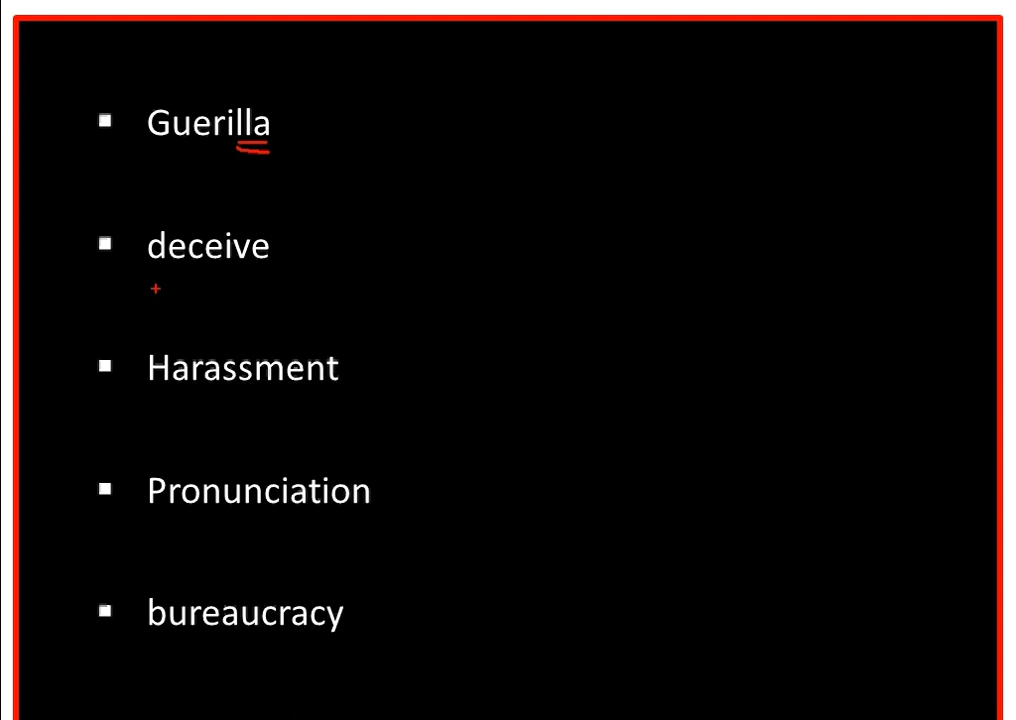 Guerilla
deceive
Harassment
Pronunciation
bureaucracy